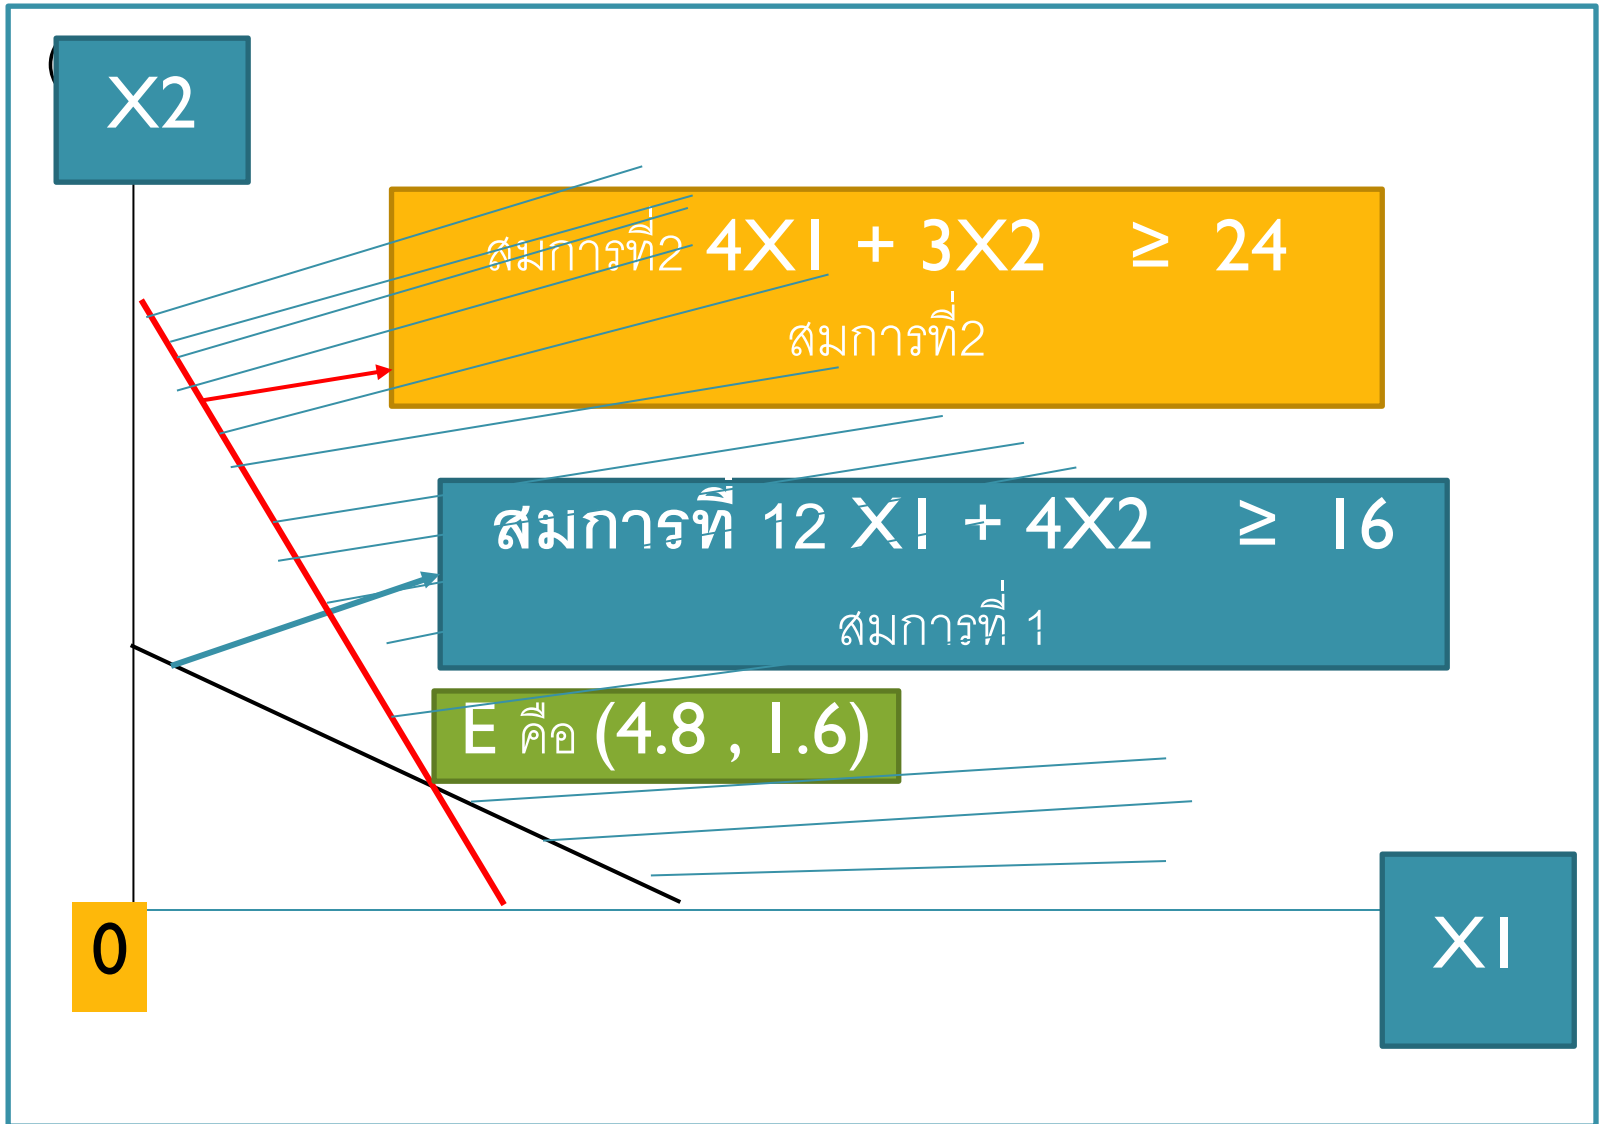 X2
สมการที่2 4X1 + 3X2 ≥ 24
สมการที่2
สมการที่ 12 X1 + 4X2 ≥ 16
สมการที่ 1
E คือ (4.8 , 1.6)
0
X1